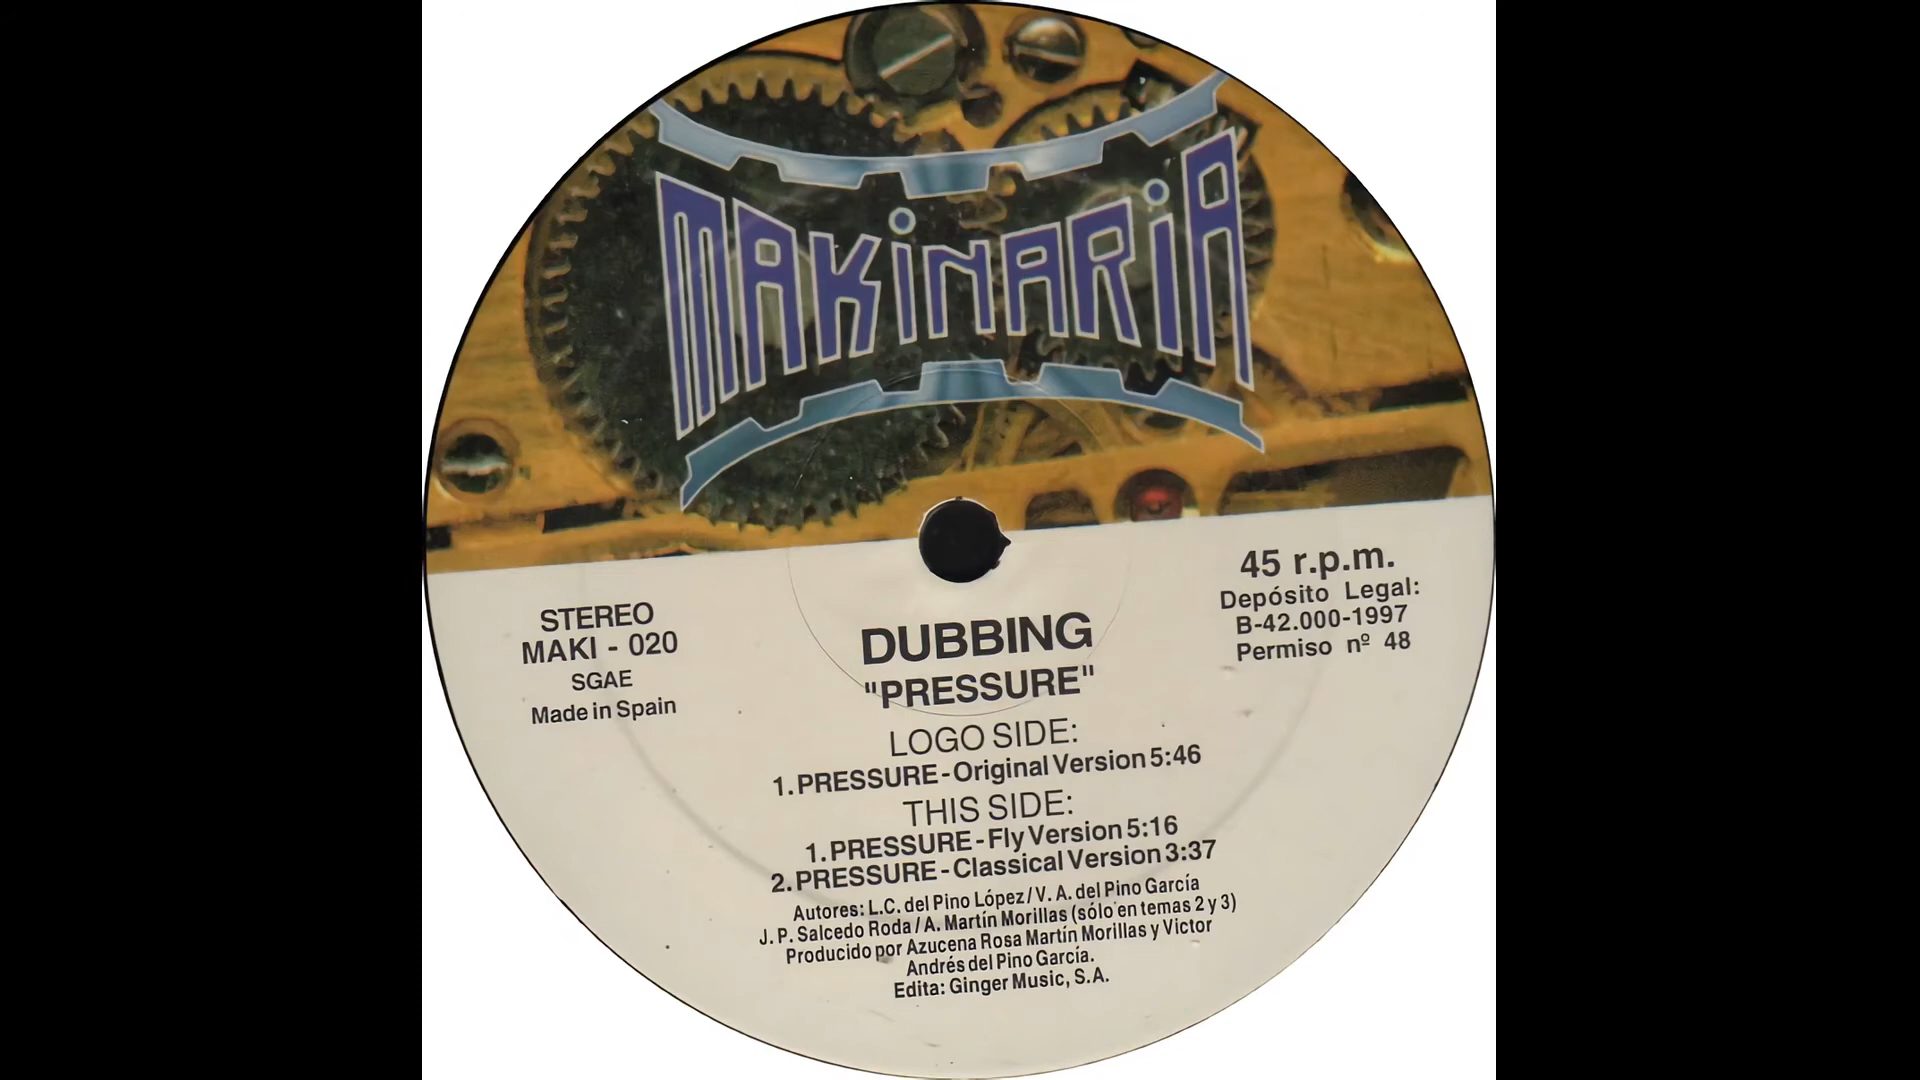 MAKiNARiA
STEREO
MAKI - 020
SGAE
Made in Spain
45 r.p.m.
Depósito Legal:
B-42.000-1997
Permiso nº 48
DUBBING
"PRESSURE"
LOGO SIDE:
1. PRESSURE - Original Version 5:46
THIS SIDE:
1. PRESSURE - Fly Version 5:16
2. PRESSURE - Classical Version 3:37
Autores: L.C. del Pino López / V. A. del Pino García
J. P. Salcedo Roda / A. Martín Morillas (sólo en temas 2 y 3)
Producido por Azucena Rosa Martín Morillas y Victor
Andrés del Pino García.
Edita: Ginger Music, S.A.